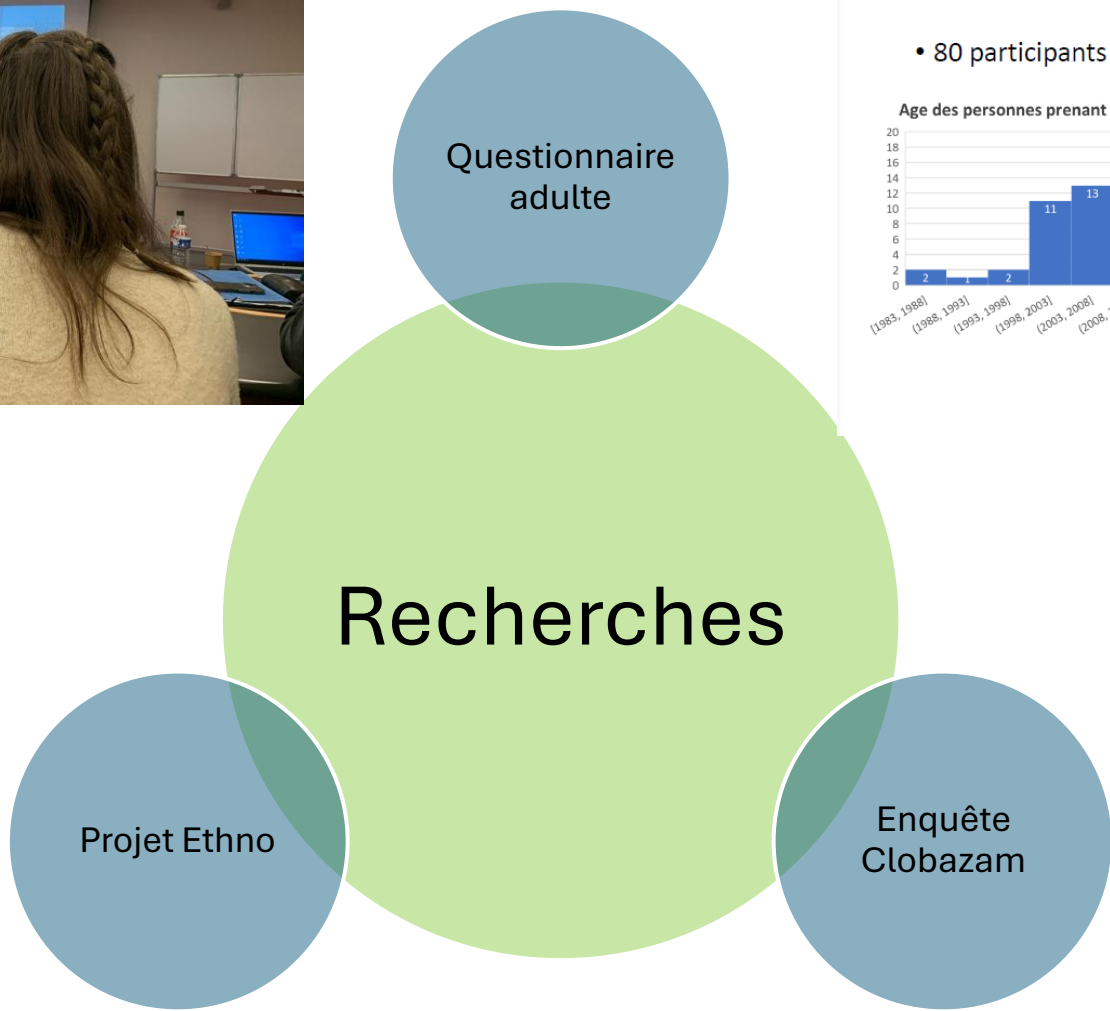 • 80 participants
Age des personnes prenant
20
18
16
14
12
10
8
6
4
2
0
2
1
2
11
13
[1983, 1988]
(1988, 1993]
(1993, 1998]
(1998, 2003]
(2003, 2008]
(2008,
Questionnaire
adulte
Recherches
Projet Ethno
Enquête
Clobazam